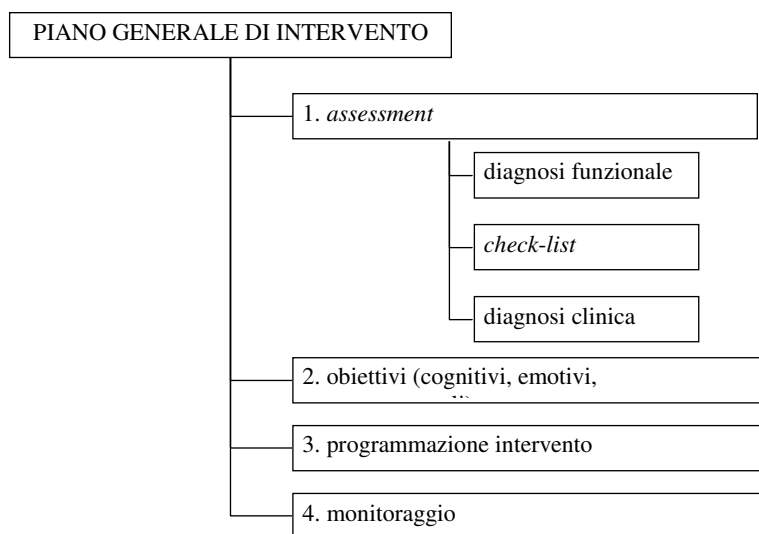 PIANO GENERALE DI INTERVENTO
1. assessment
diagnosi funzionale
check-list
diagnosi clinica
2. obiettivi (cognitivi, emotivi,
3. programmazione intervento
4. monitoraggio